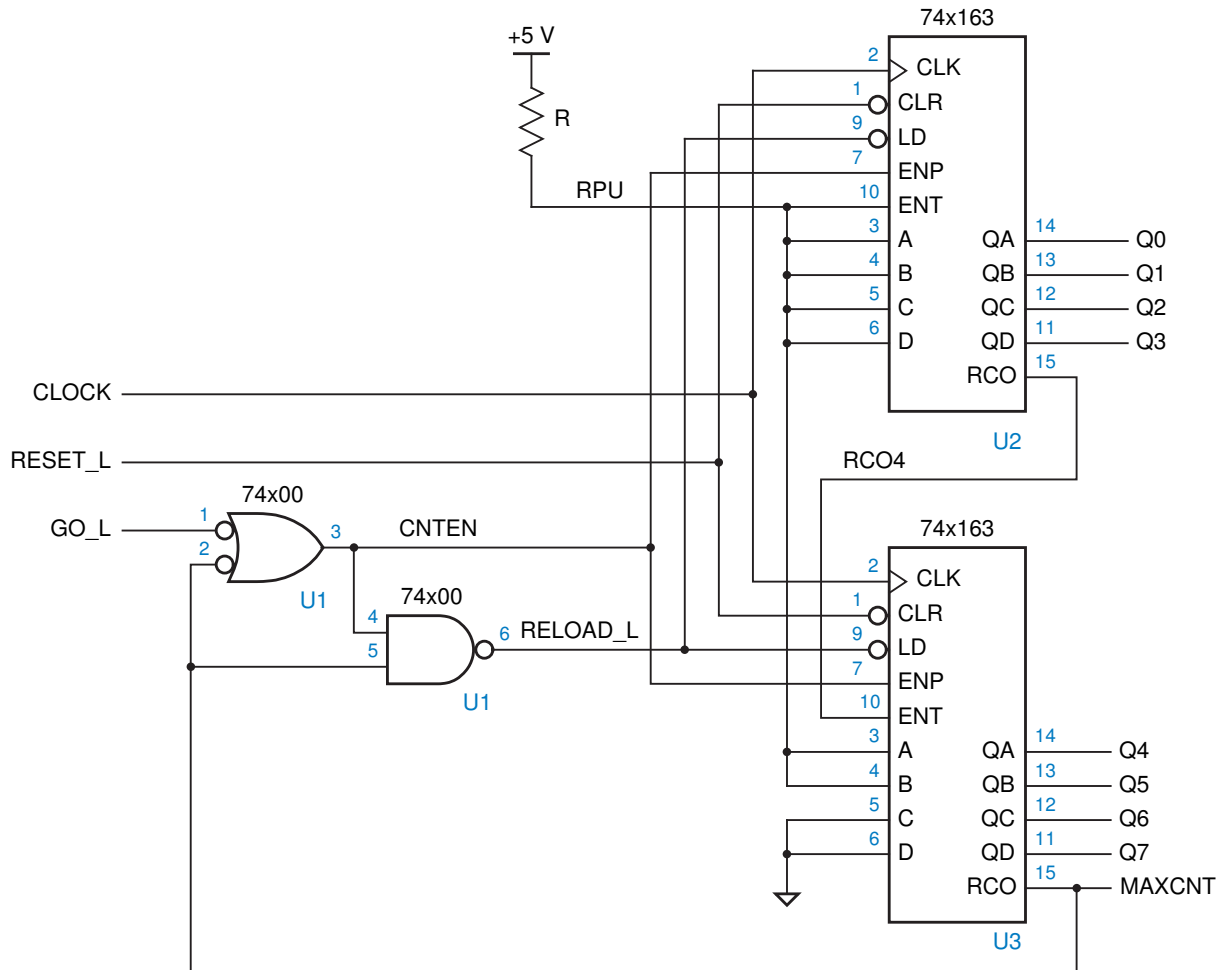 74x163
+5 V
2 CLK
1 CLR
R
9 LD
7 ENP
RPU
10 ENT
3 A QA 14 Q0
4 B QB 13 Q1
5 C QC 12 Q2
6 D QD 11 Q3
RCO 15
CLOCK
U2
RESET_L
RCO4
74x00
GO_L 1 3 CNTEN
2
U1
74x163
2 CLK
74x00
1 CLR
4 6 RELOAD_L 9 LD
5
7 ENP
U1
10 ENT
3 A QA 14 Q4
4 B QB 13 Q5
5 C QC 12 Q6
6 D QD 11 Q7
RCO 15 MAXCNT
U3